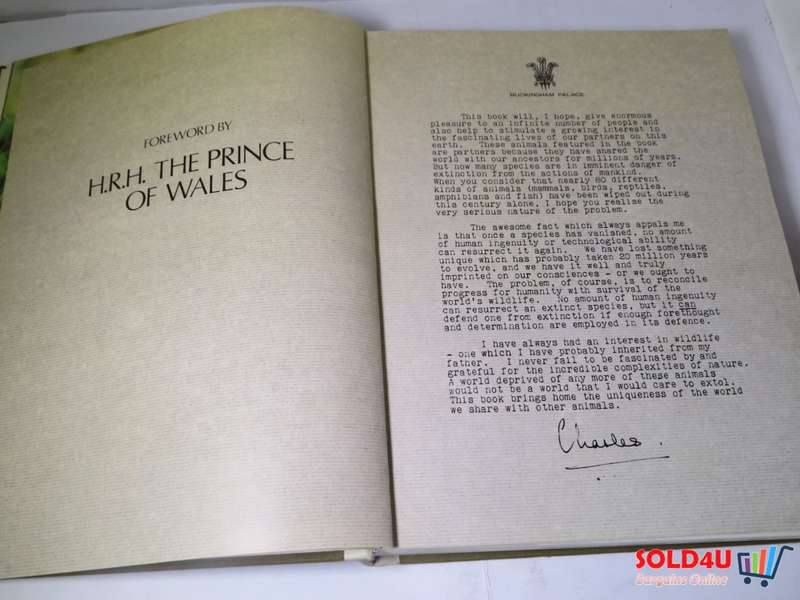 FOREWORD BY
H.R.H. THE PRINCE
OF WALES
BUCKINGHAM PALACE
This book will, I hope, give enormous
pleasure to an infinite number of people and
also help to stimulate a growing interest in
the fascinating lives of our partners on this
earth. These animals featured in the book
are partners because they have shared the
world with our ancestors for millions of years.
But now many species are in imminent danger of
extinction from the actions of mankind.
When you consider that nearly 80 different
kinds of animals (mammals, birds, reptiles,
amphibians and fish) have been wiped out during
this century alone, I hope you realise the
very serious nature of the problem.
The awesome fact which always appals me
is that once a species has vanished, no amount
of human ingenuity or technological ability
can resurrect it again. We have lost something
unique which has probably taken 20 million years
to evolve, and we have it well and truly
imprinted on our consciences - or we ought to
have. The problem, of course, is to reconcile
progress for humanity with survival of the
world's wildlife. No amount of human ingenuity
can resurrect an extinct species, but it can
defend one from extinction if enough forethought
and determination are employed in its defence.
I have always had an interest in wildlife
- one which I have probably inherited from my
father. I never fail to be fascinated by and
grateful for the incredible complexities of nature.
A world deprived of any more of these animals
would not be a world that I would care to extol.
This book brings home the uniqueness of the world
we share with other animals.
Charles.
SOLD4U
Bargains Online